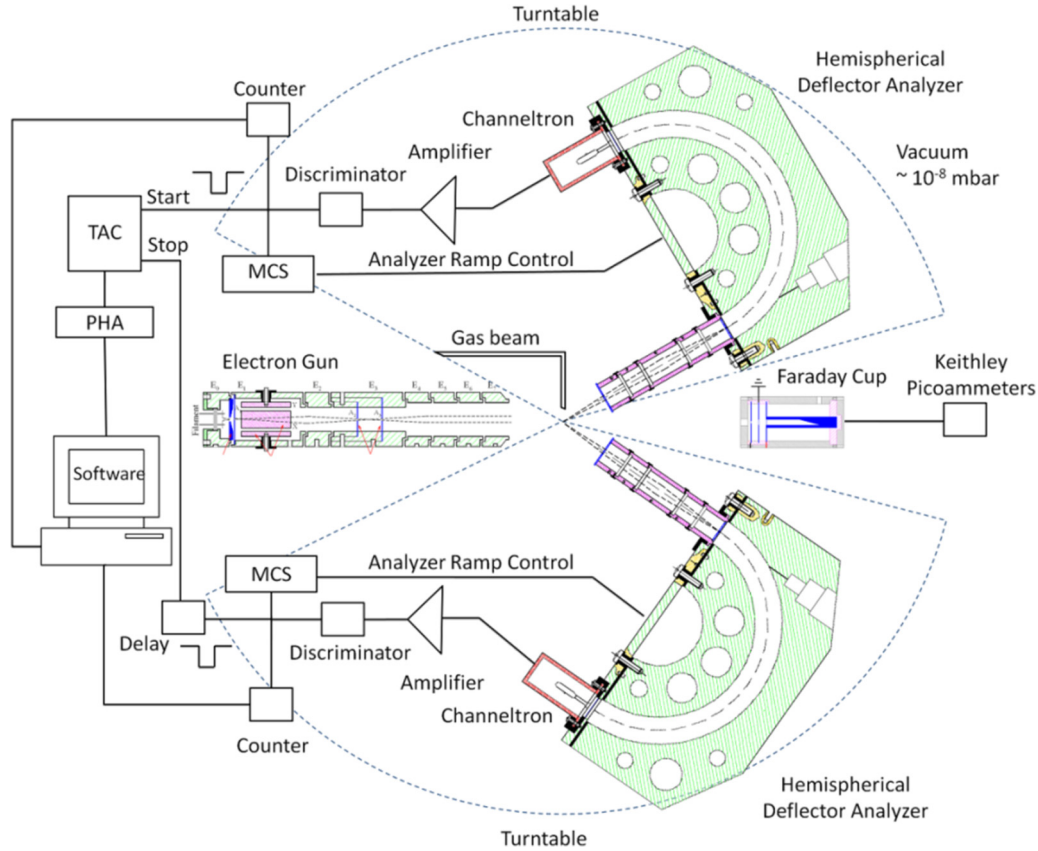 Turntable
Hemispherical
Deflector Analyzer
Counter
Channeltron
Amplifier
Vacuum
~ 10⁻⁸ mbar
Discriminator
Start
TAC
Stop
MCS
Analyzer Ramp Control
PHA
Gas beam
Electron Gun
Keithley
Picoammeters
Faraday Cup
Filament
Software
MCS
Analyzer Ramp Control
Delay
Discriminator
Amplifier
Channeltron
Counter
Hemispherical
Deflector Analyzer
Turntable